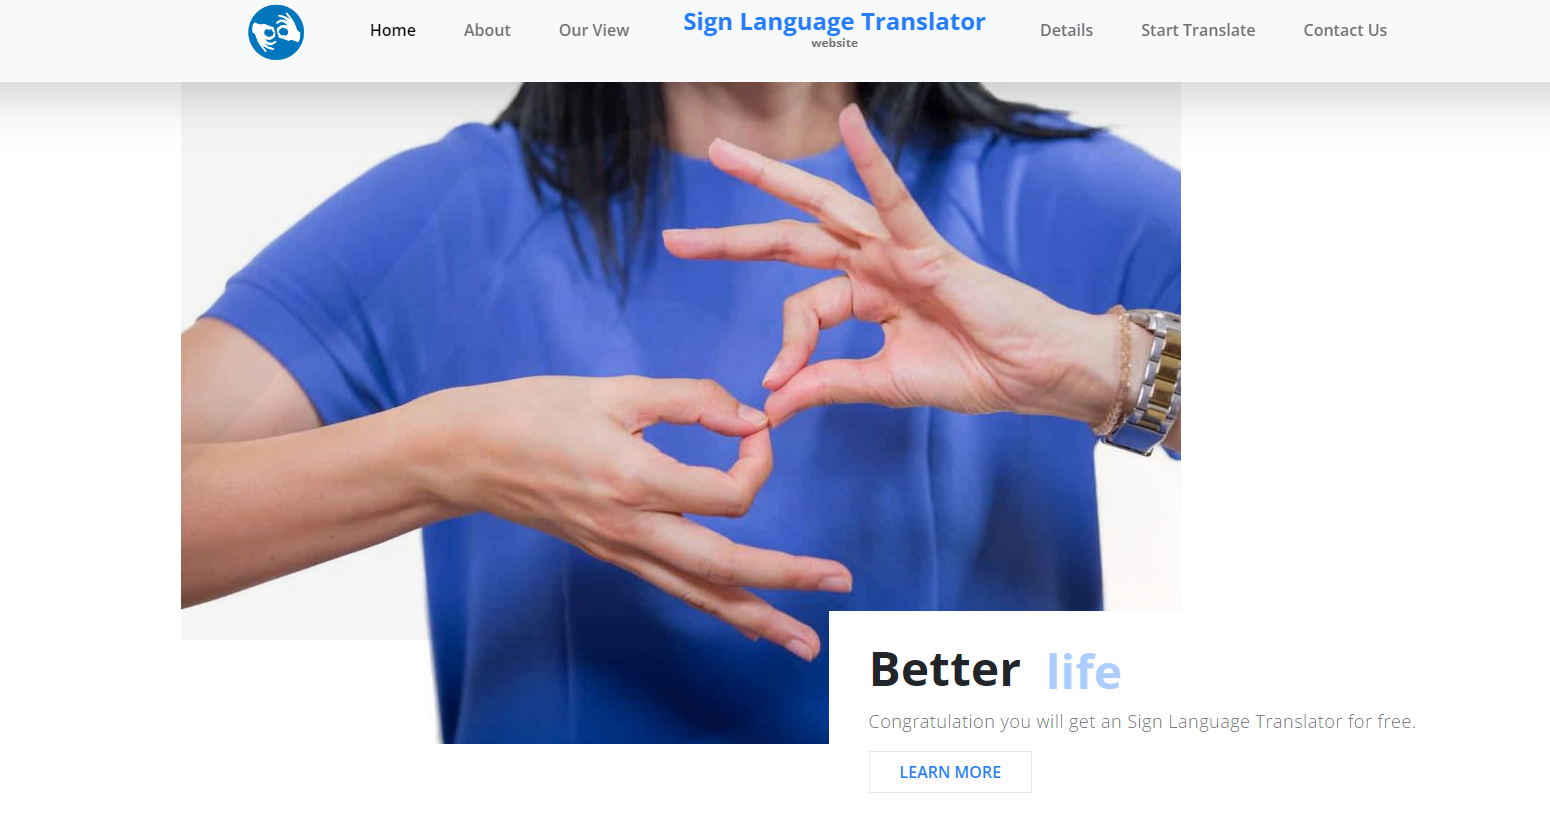 Home
About
Our View
Sign Language Translator
website
Details
Start Translate
Contact Us
Better life
Congratulation you will get an Sign Language Translator for free.
LEARN MORE